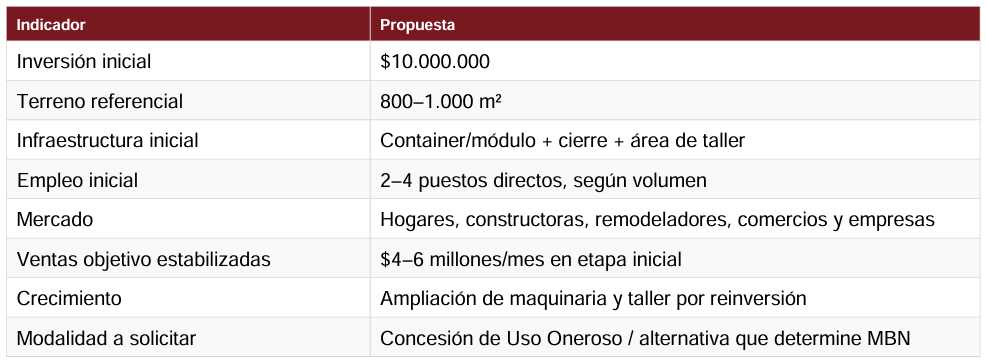 Indicador Propuesta
Inversión inicial $10.000.000
Terreno referencial 800–1.000 m²
Infraestructura inicial Container/módulo + cierre + área de taller
Empleo inicial 2–4 puestos directos, según volumen
Mercado Hogares, constructoras, remodeladores, comercios y empresas
Ventas objetivo estabilizadas $4–6 millones/mes en etapa inicial
Crecimiento Ampliación de maquinaria y taller por reinversión
Modalidad a solicitar Concesión de Uso Oneroso / alternativa que determine MBN